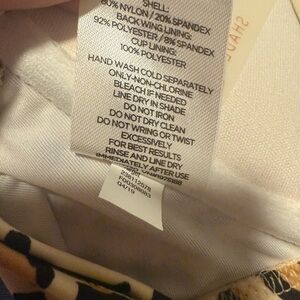 SHELL:
80% NYLON / 20% SPANDEX
BACK WING LINING:
92% POLYESTER / 8% SPANDEX
CUP LINING:
100% POLYESTER
HAND WASH COLD SEPARATELY
ONLY-NON-CHLORINE
BLEACH IF NEEDED
LINE DRY IN SHADE
DO NOT IRON
DO NOT DRY CLEAN
DO NOT WRING OR TWIST
EXCESSIVELY
FOR BEST RESULTS
RINSE AND LINE DRY
IMMEDIATELY AFTER USE
04/19